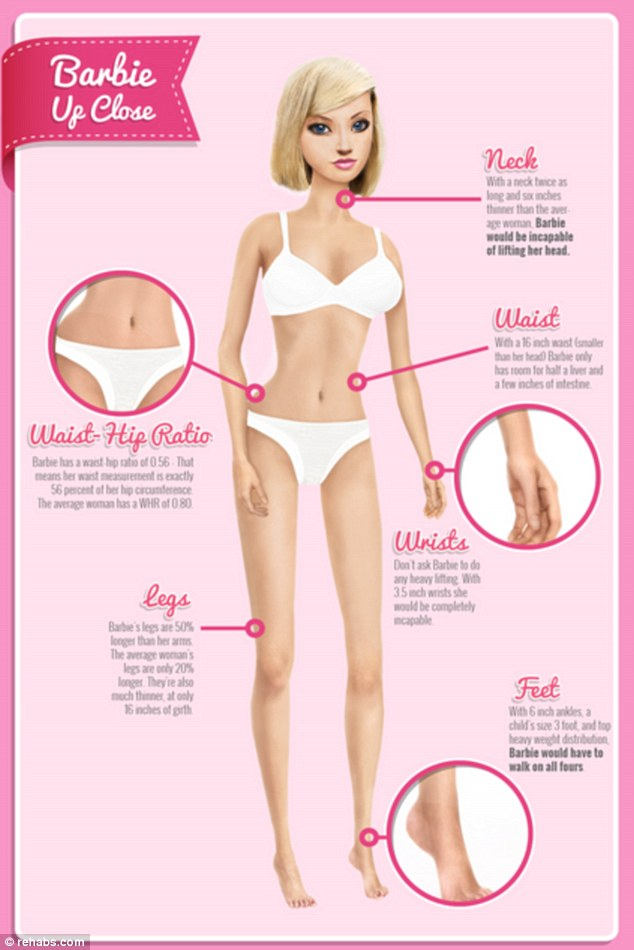 Barbie
Up Close
Neck
With a neck twice as
long and six inches
thinner than the aver-
age woman, Barbie
would be incapable
of lifting her head.
Waist
With a 16 inch waist (smaller
than her head) Barbie only
has room for half a liver and
a few inches of intestine.
Waist-Hip Ratio
Barbie has a waist-hip ratio of 0.56 - That
means her waist measurement is exactly
56 percent of her hip circumference.
The average woman has a WHR of 0.80.
Wrists
Don't ask Barbie to do
any heavy lifting. With
3.5 inch wrists she
would be completely
incapable.
Legs
Barbie's legs are 50%
longer than her arms.
The average woman's
legs are only 20%
longer. They're also
much thinner, at only
16 inches of girth.
Feet
With 6 inch ankles, a
child's size 3 foot, and top
heavy weight distribution,
Barbie would have to
walk on all fours
© rehabs.com